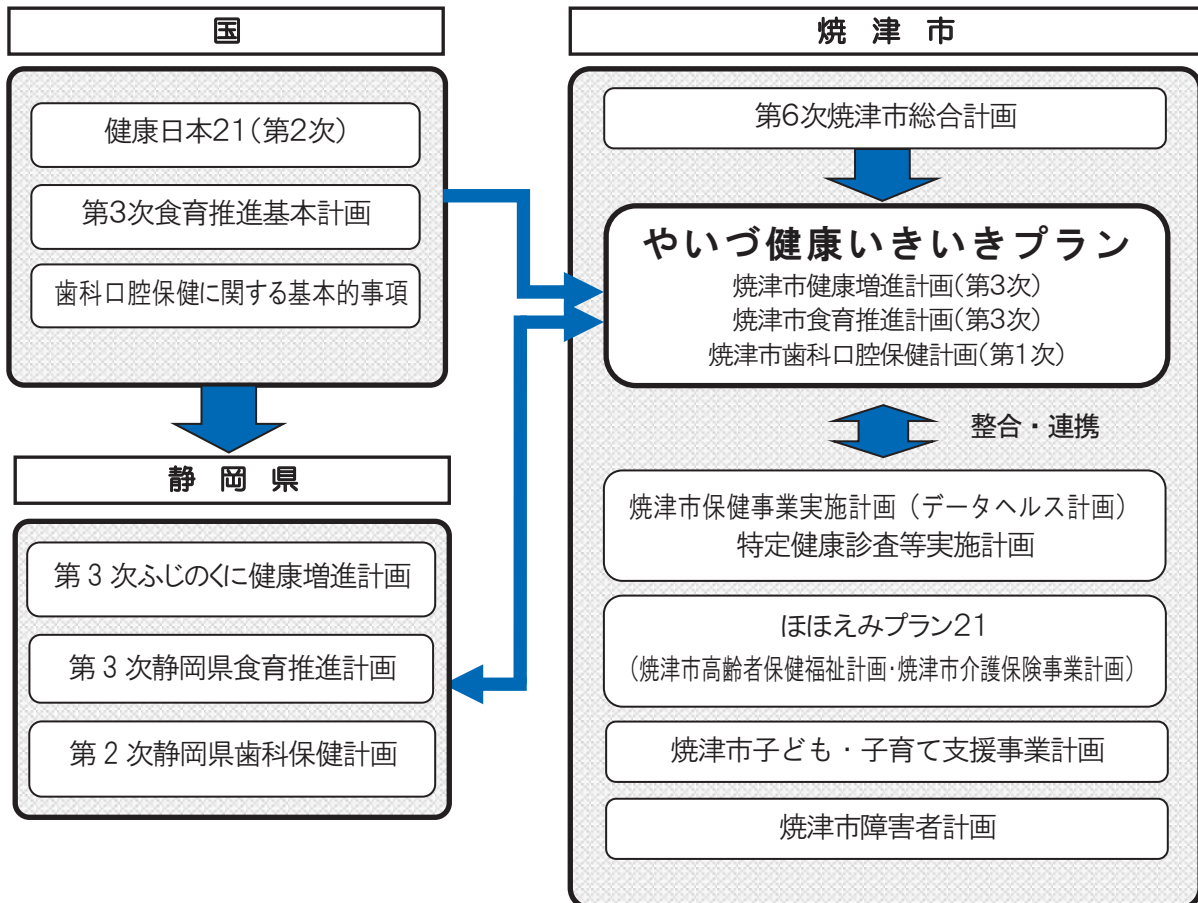 国
健康日本21(第2次)
第3次食育推進基本計画
歯科口腔保健に関する基本的事項
静岡県
第3次ふじのくに健康増進計画
第3次静岡県食育推進計画
第2次静岡県歯科保健計画
焼津市
第6次焼津市総合計画
やいづ健康いきいきプラン
焼津市健康増進計画(第3次)
焼津市食育推進計画(第3次)
焼津市歯科口腔保健計画(第1次)
整合・連携
焼津市保健事業実施計画(データヘルス計画)
特定健康診査等実施計画
ほほえみプラン21
(焼津市高齢者保健福祉計画・焼津市介護保険事業計画)
焼津市子ども・子育て支援事業計画
焼津市障害者計画